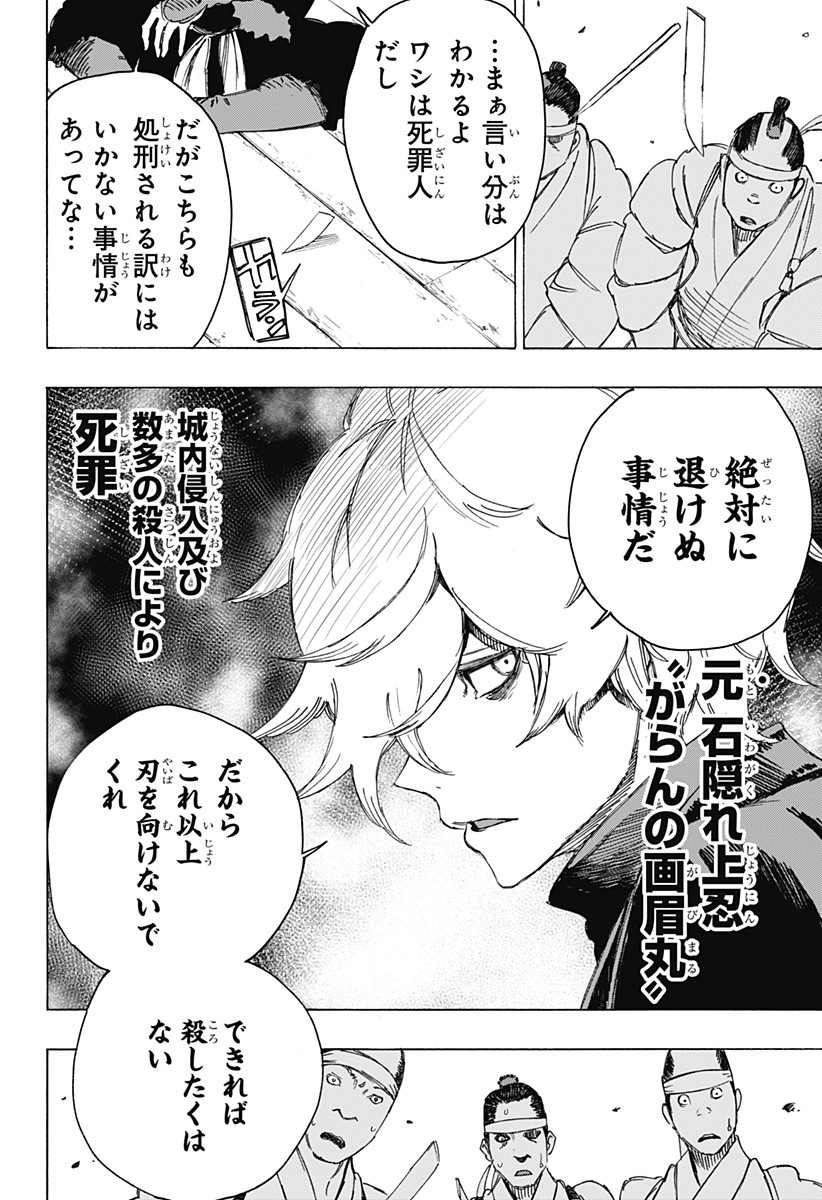 …まぁ言い分は
わかるよ
ワシは死罪人
だし
だがこちらも
処刑される訳には
いかない事情が
あってな…
カラン
絶対に
退けぬ
事情だ
元 石隠れ上忍
〝がらんの画眉丸〟
城内侵入及び
数多の殺人により
死罪
だから
これ以上
刃を向けないで
くれ
できれば
殺したくは
ない